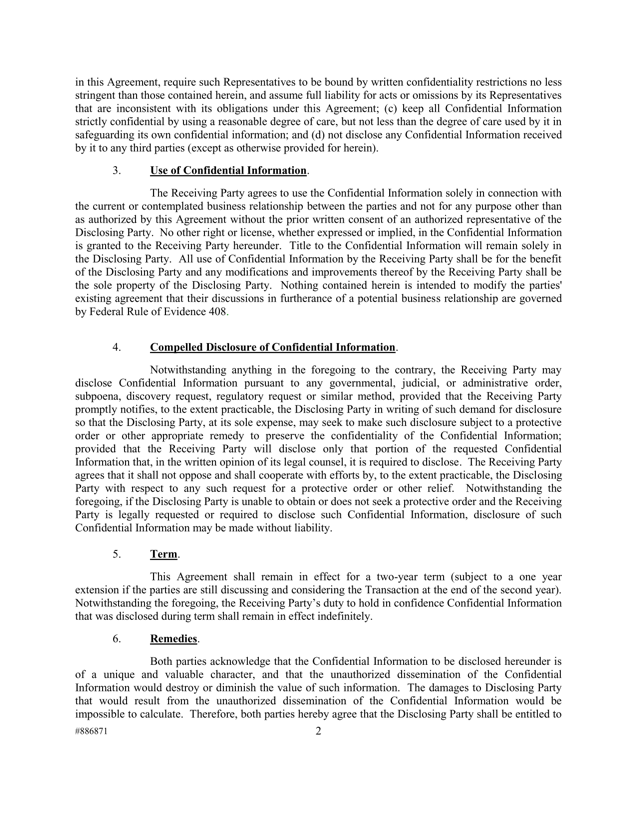 in this Agreement, require such Representatives to be bound by written confidentiality restrictions no less
stringent than those contained herein, and assume full liability for acts or omissions by its Representatives
that are inconsistent with its obligations under this Agreement; (c) keep all Confidential Information
strictly confidential by using a reasonable degree of care, but not less than the degree of care used by it in
safeguarding its own confidential information; and (d) not disclose any Confidential Information received
by it to any third parties (except as otherwise provided for herein).
3. Use of Confidential Information.
The Receiving Party agrees to use the Confidential Information solely in connection with
the current or contemplated business relationship between the parties and not for any purpose other than
as authorized by this Agreement without the prior written consent of an authorized representative of the
Disclosing Party. No other right or license, whether expressed or implied, in the Confidential Information
is granted to the Receiving Party hereunder. Title to the Confidential Information will remain solely in
the Disclosing Party. All use of Confidential Information by the Receiving Party shall be for the benefit
of the Disclosing Party and any modifications and improvements thereof by the Receiving Party shall be
the sole property of the Disclosing Party. Nothing contained herein is intended to modify the parties'
existing agreement that their discussions in furtherance of a potential business relationship are governed
by Federal Rule of Evidence 408.
4. Compelled Disclosure of Confidential Information.
Notwithstanding anything in the foregoing to the contrary, the Receiving Party may
disclose Confidential Information pursuant to any governmental, judicial, or administrative order,
subpoena, discovery request, regulatory request or similar method, provided that the Receiving Party
promptly notifies, to the extent practicable, the Disclosing Party in writing of such demand for disclosure
so that the Disclosing Party, at its sole expense, may seek to make such disclosure subject to a protective
order or other appropriate remedy to preserve the confidentiality of the Confidential Information;
provided that the Receiving Party will disclose only that portion of the requested Confidential
Information that, in the written opinion of its legal counsel, it is required to disclose. The Receiving Party
agrees that it shall not oppose and shall cooperate with efforts by, to the extent practicable, the Disclosing
Party with respect to any such request for a protective order or other relief. Notwithstanding the
foregoing, if the Disclosing Party is unable to obtain or does not seek a protective order and the Receiving
Party is legally requested or required to disclose such Confidential Information, disclosure of such
Confidential Information may be made without liability.
5. Term.
This Agreement shall remain in effect for a two-year term (subject to a one year
extension if the parties are still discussing and considering the Transaction at the end of the second year).
Notwithstanding the foregoing, the Receiving Party’s duty to hold in confidence Confidential Information
that was disclosed during term shall remain in effect indefinitely.
6. Remedies.
Both parties acknowledge that the Confidential Information to be disclosed hereunder is
of a unique and valuable character, and that the unauthorized dissemination of the Confidential
Information would destroy or diminish the value of such information. The damages to Disclosing Party
that would result from the unauthorized dissemination of the Confidential Information would be
impossible to calculate. Therefore, both parties hereby agree that the Disclosing Party shall be entitled to
#886871 2